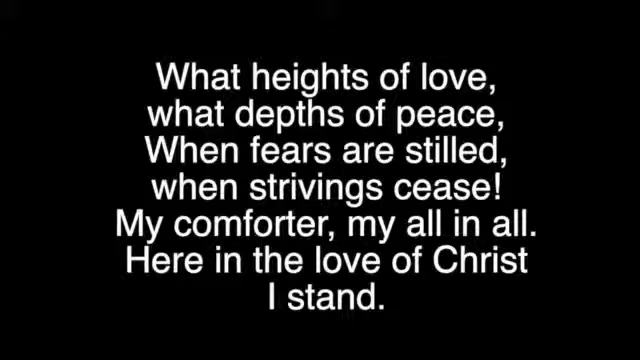 What heights of love,
what depths of peace,
When fears are stilled,
when strivings cease!
My comforter, my all in all.
Here in the love of Christ
I stand.